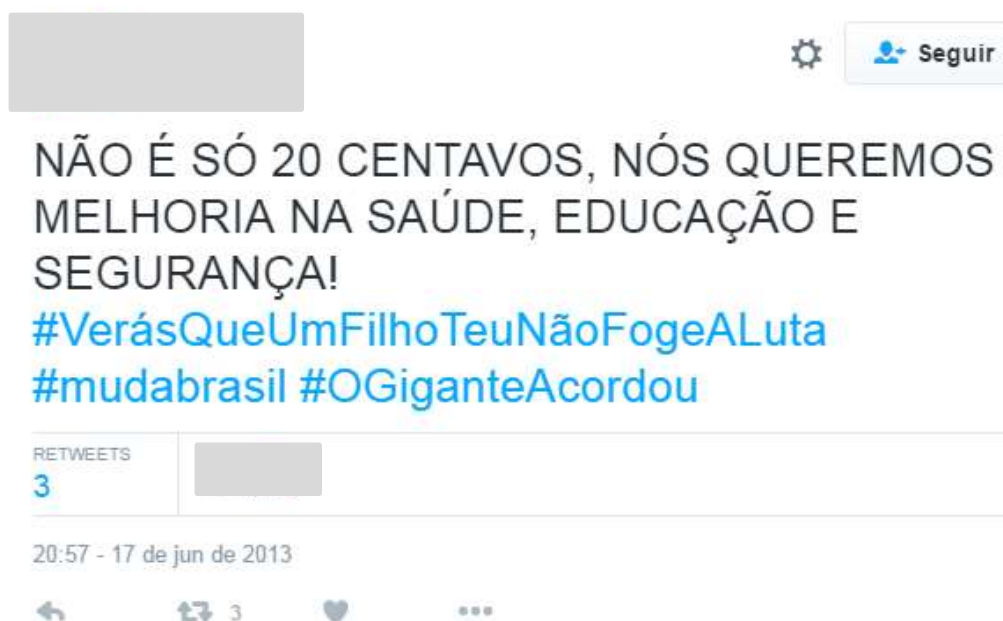 Seguir
NÃO É SÓ 20 CENTAVOS, NÓS QUEREMOS
MELHORIA NA SAÚDE, EDUCAÇÃO E
SEGURANÇA!
#VerásQueUmFilhoTeuNãoFogeALuta
#mudabrasil #OGiganteAcordou
RETWEETS
3
20:57 - 17 de jun de 2013
3